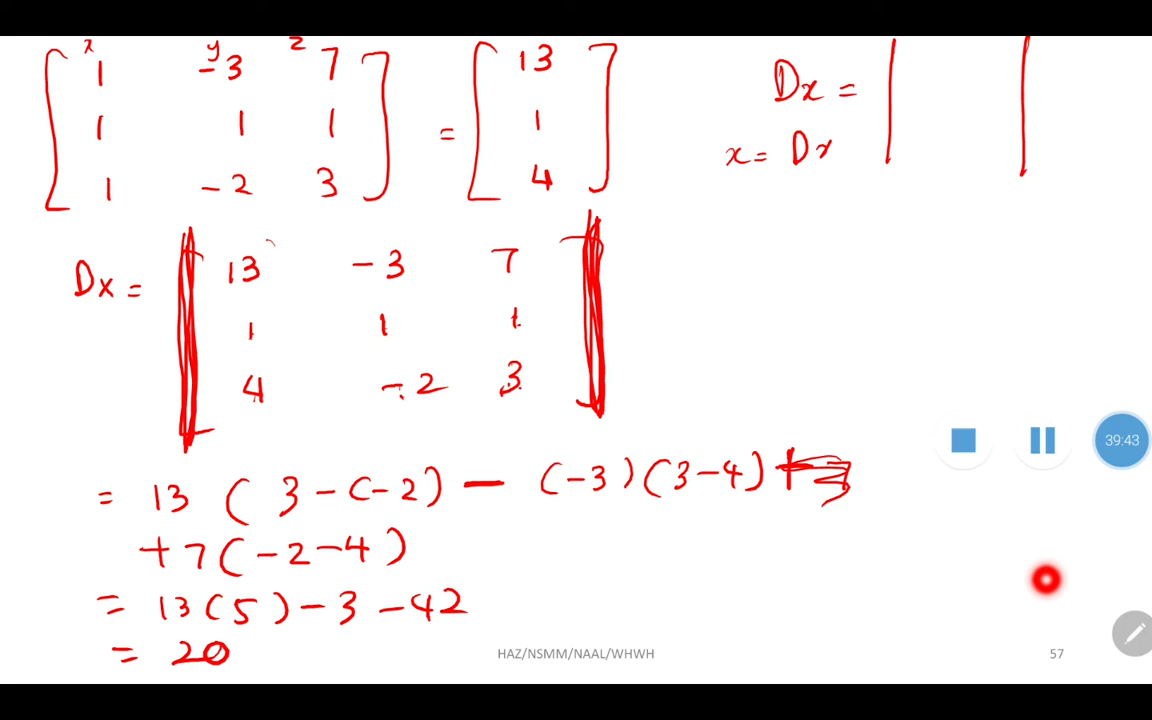 x y z
1 -3 7 13
1 1 1 = 1
1 -2 3 4
Dx =
x = Dx
13 -3 7
Dx = 1 1 1
4 -2 3
= 13 ( 3 - (-2) - (-3) (3-4)
+ 7 ( -2 -4 )
= 13 ( 5 ) - 3 - 42
= 20
39:43
HAZ/NSMM/NAAL/WHWH
57